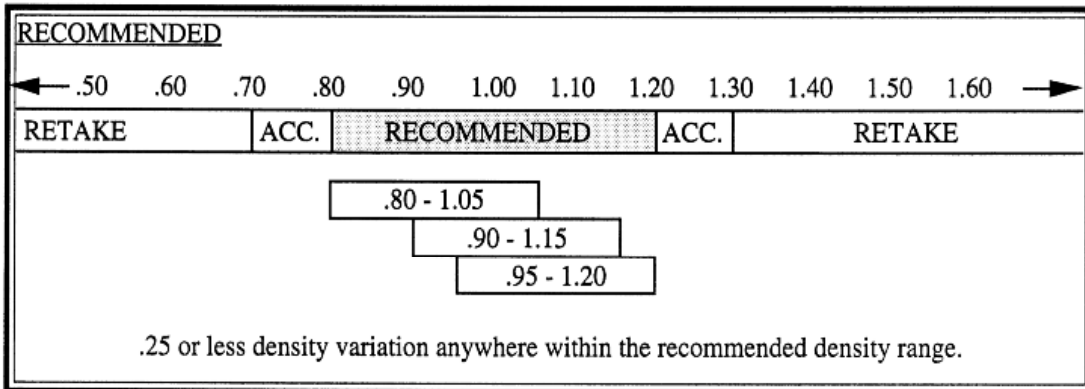 RECOMMENDED
.50 .60 .70 .80 .90 1.00 1.10 1.20 1.30 1.40 1.50 1.60
RETAKE ACC. RECOMMENDED ACC. RETAKE
.80 - 1.05
.90 - 1.15
.95 - 1.20
.25 or less density variation anywhere within the recommended density range.